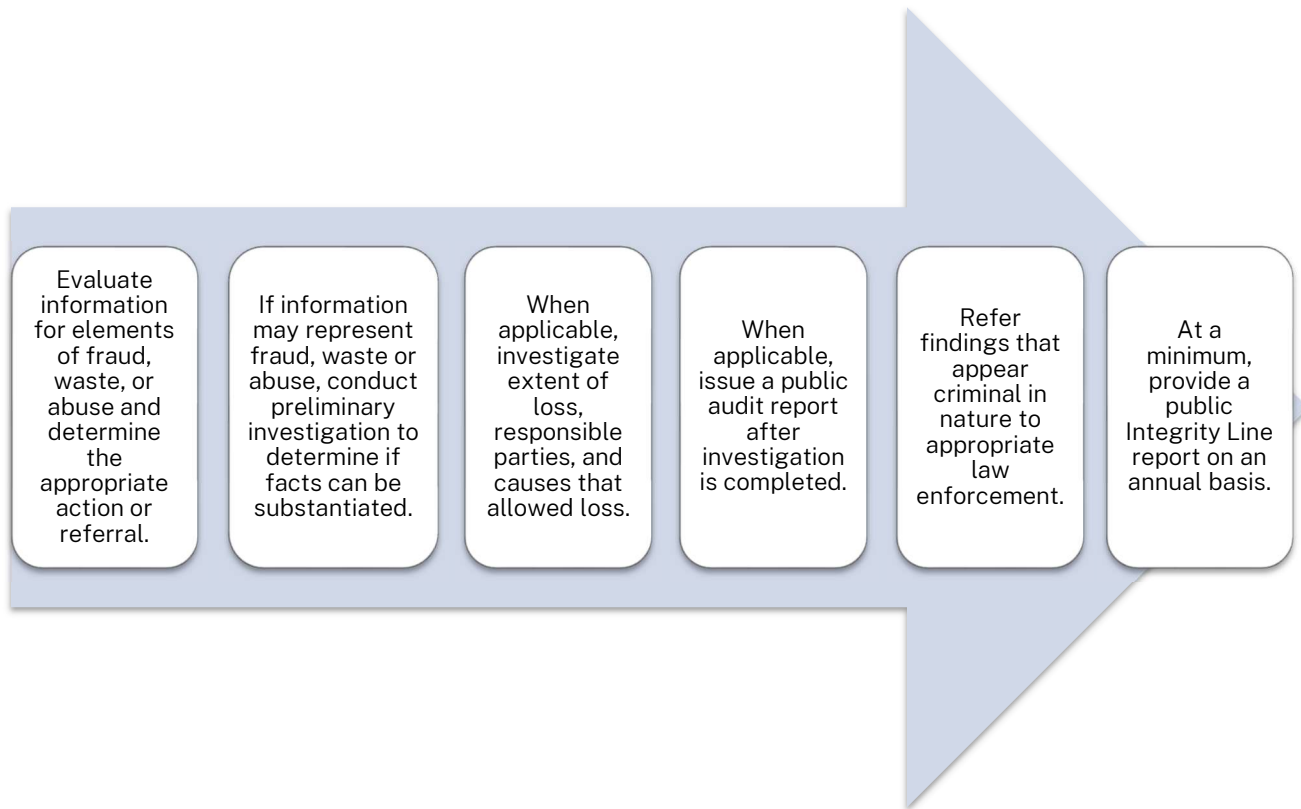 Evaluate
information
for elements
of fraud,
waste, or
abuse and
determine
the
appropriate
action or
referral.
If information
may represent
fraud, waste or
abuse, conduct
preliminary
investigation to
determine if
facts can be
substantiated.
When
applicable,
investigate
extent of
loss,
responsible
parties, and
causes that
allowed loss.
When
applicable,
issue a public
audit report
after
investigation
is completed.
Refer
findings that
appear
criminal in
nature to
appropriate
law
enforcement.
At a
minimum,
provide a
public
Integrity Line
report on an
annual basis.